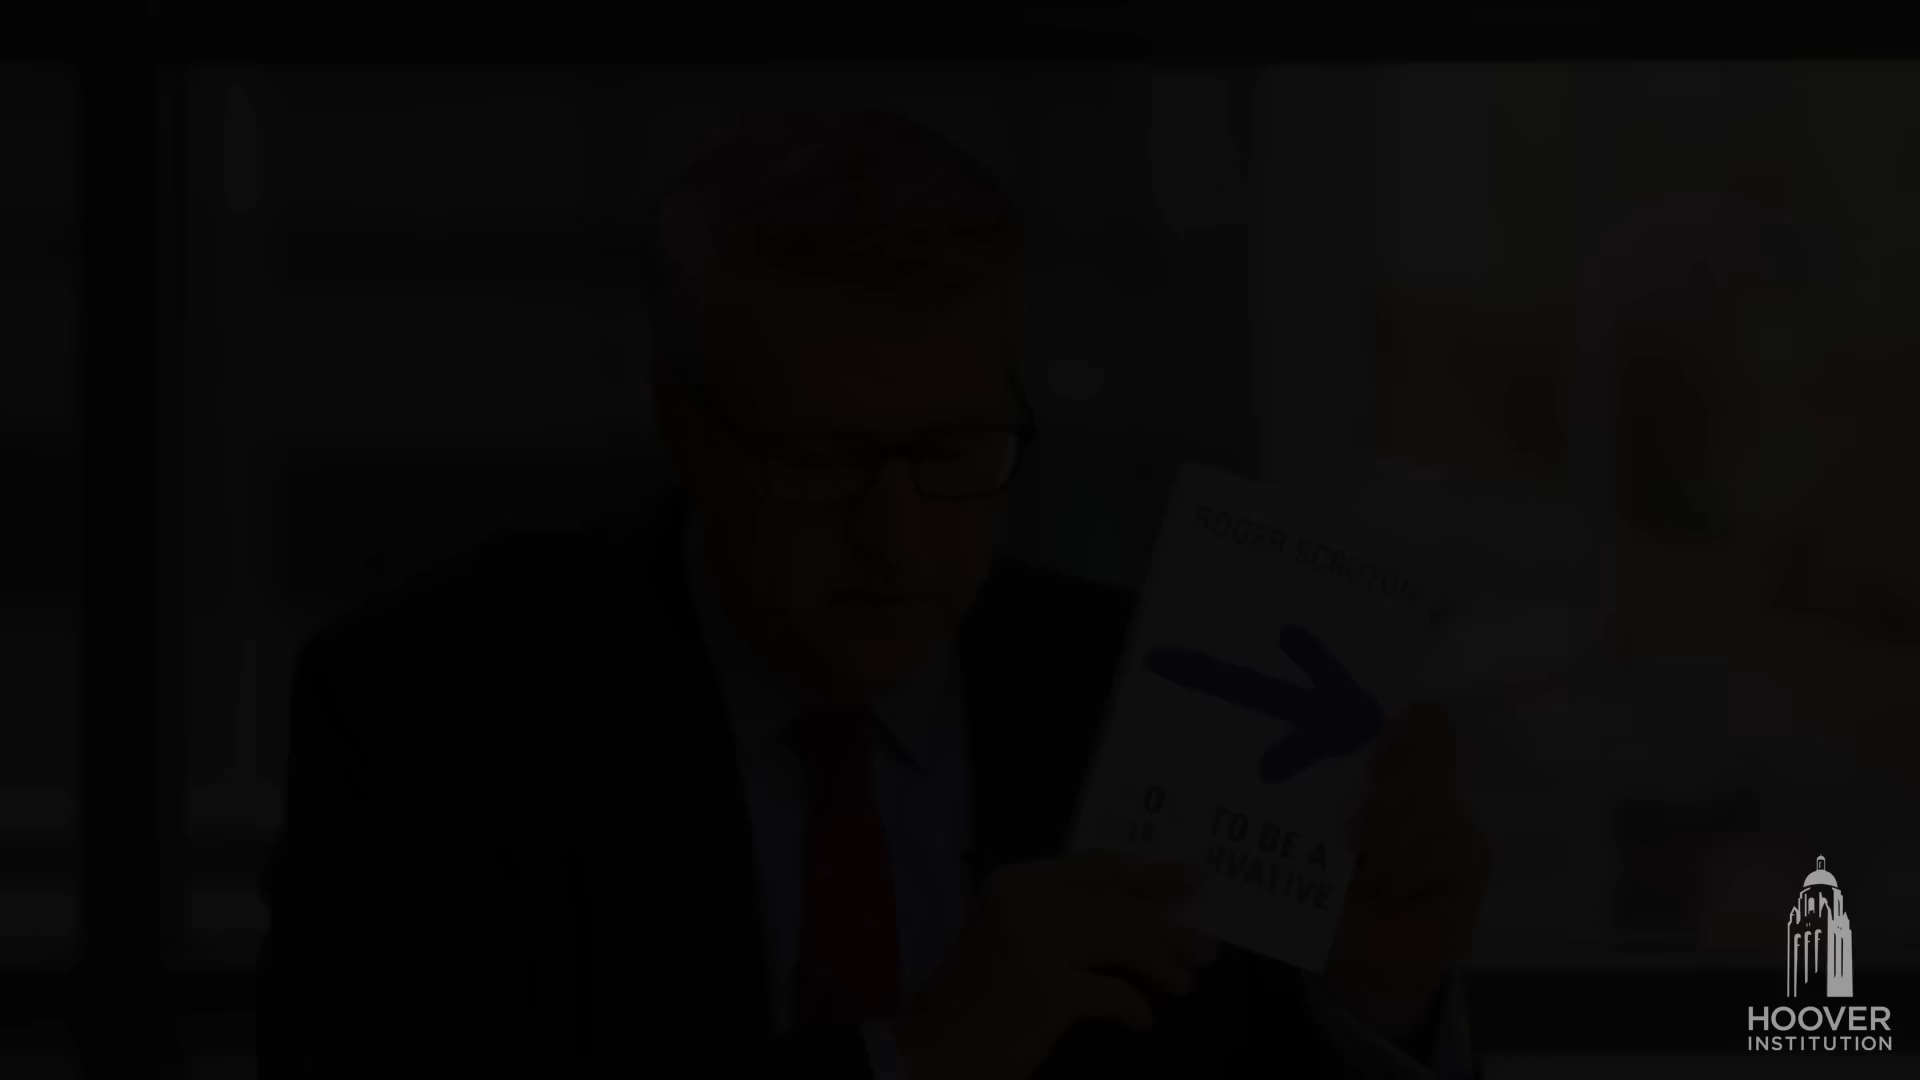 ROGER SCRUTON
TO BE A
RVATIVE
HOOVER
INSTITUTION